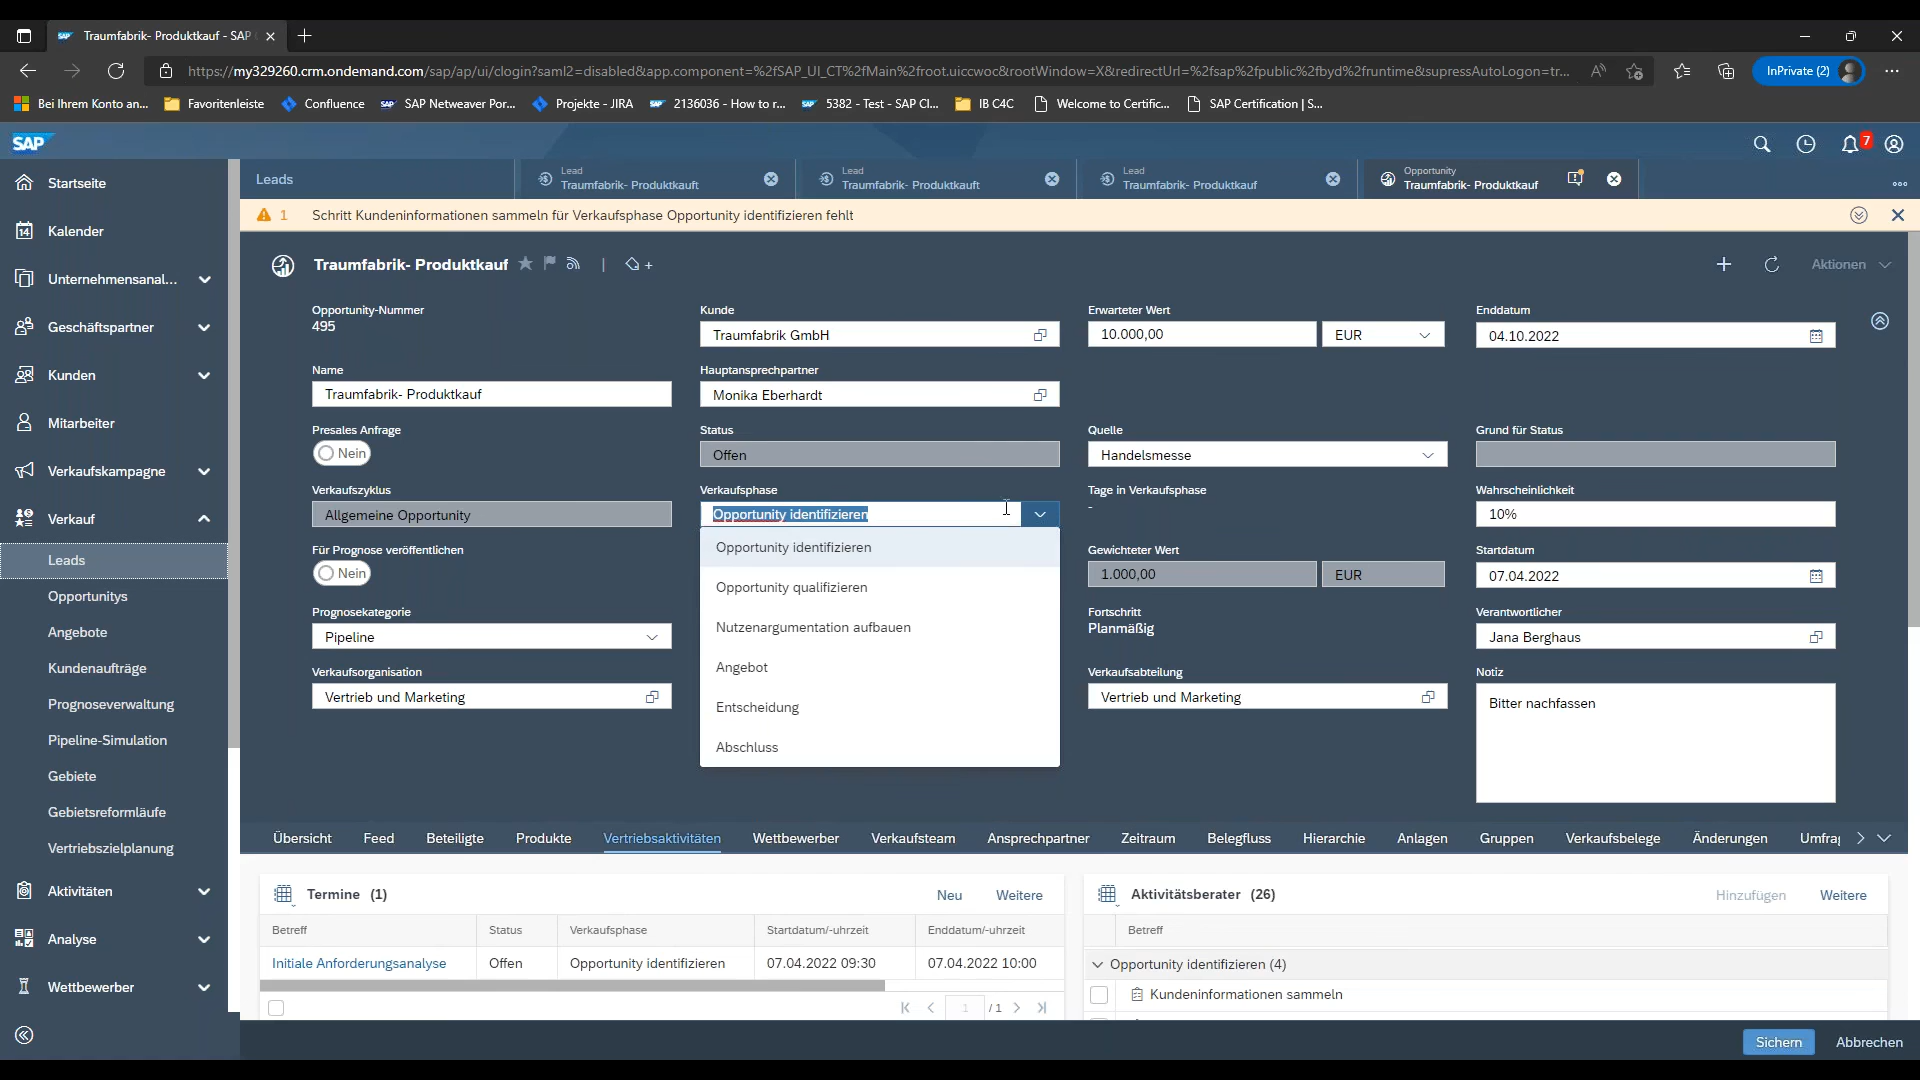 Traumfabrik- Produktkauf - SAP
https://my329260.crm.ondemand.com/sap/ap/ui/clogin?saml2=disabled&app.component=%2fSAP_UI_CT%2fMain%2froot.uiccwoc&rootWindow=X&redirectUrl=%2fsap%2fpublic%2fbyd%2fruntime&supressAutoLogon=tr...
InPrivate (2)
Bei Ihrem Konto an...
Favoritenleiste
Confluence
SAP Netweaver Por...
Projekte - JIRA
2136036 - How to r...
5382 - Test - SAP Cl...
IB C4C
Welcome to Certific...
SAP Certification | S...
SAP
7
Startseite
Kalender
Unternehmensanal...
Geschäftspartner
Kunden
Mitarbeiter
Verkaufskampagne
Verkauf
Leads
Opportunitys
Angebote
Kundenaufträge
Prognoseverwaltung
Pipeline-Simulation
Gebiete
Gebietsreformläufe
Vertriebszielplanung
Aktivitäten
Analyse
Wettbewerber
Leads
Lead
Traumfabrik- Produktkauft
Lead
Traumfabrik- Produktkauft
Lead
Traumfabrik- Produktkauf
Opportunity
Traumfabrik- Produktkauf
1 Schritt Kundeninformationen sammeln für Verkaufsphase Opportunity identifizieren fehlt
Traumfabrik- Produktkauf
Aktionen
Opportunity-Nummer
495
Kunde
Traumfabrik GmbH
Erwarteter Wert
10.000,00 EUR
Enddatum
04.10.2022
Name
Traumfabrik- Produktkauf
Hauptansprechpartner
Monika Eberhardt
Presales Anfrage
Nein
Status
Offen
Quelle
Handelsmesse
Grund für Status
Verkaufszyklus
Allgemeine Opportunity
Verkaufsphase
Opportunity identifizieren
Opportunity identifizieren
Opportunity qualifizieren
Nutzenargumentation aufbauen
Angebot
Entscheidung
Abschluss
Tage in Verkaufsphase
-
Wahrscheinlichkeit
10%
Für Prognose veröffentlichen
Nein
Gewichteter Wert
1.000,00 EUR
Startdatum
07.04.2022
Prognosekategorie
Pipeline
Fortschritt
Planmäßig
Verantwortlicher
Jana Berghaus
Verkaufsorganisation
Vertrieb und Marketing
Verkaufsabteilung
Vertrieb und Marketing
Notiz
Bitter nachfassen
Übersicht Feed Beteiligte Produkte Vertriebsaktivitäten Wettbewerber Verkaufsteam Ansprechpartner Zeitraum Belegfluss Hierarchie Anlagen Gruppen Verkaufsbelege Änderungen Umfra
Termine (1)
Neu Weitere
Betreff Status Verkaufsphase Startdatum/-uhrzeit Enddatum/-uhrzeit
Initiale Anforderungsanalyse Offen Opportunity identifizieren 07.04.2022 09:30 07.04.2022 10:00
1 /1
Aktivitätsberater (26)
Hinzufügen Weitere
Betreff
Opportunity identifizieren (4)
Kundeninformationen sammeln
Sichern Abbrechen